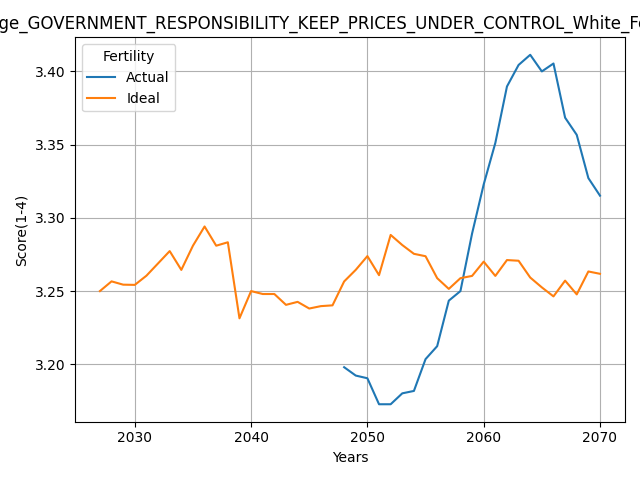 ge_GOVERNMENT_RESPONSIBILITY_KEEP_PRICES_UNDER_CONTROL_White_Fe
Fertility
Actual
Ideal
3.40
3.35
3.30
3.25
3.20
Score(1-4)
2030 2040 2050 2060 2070
Years